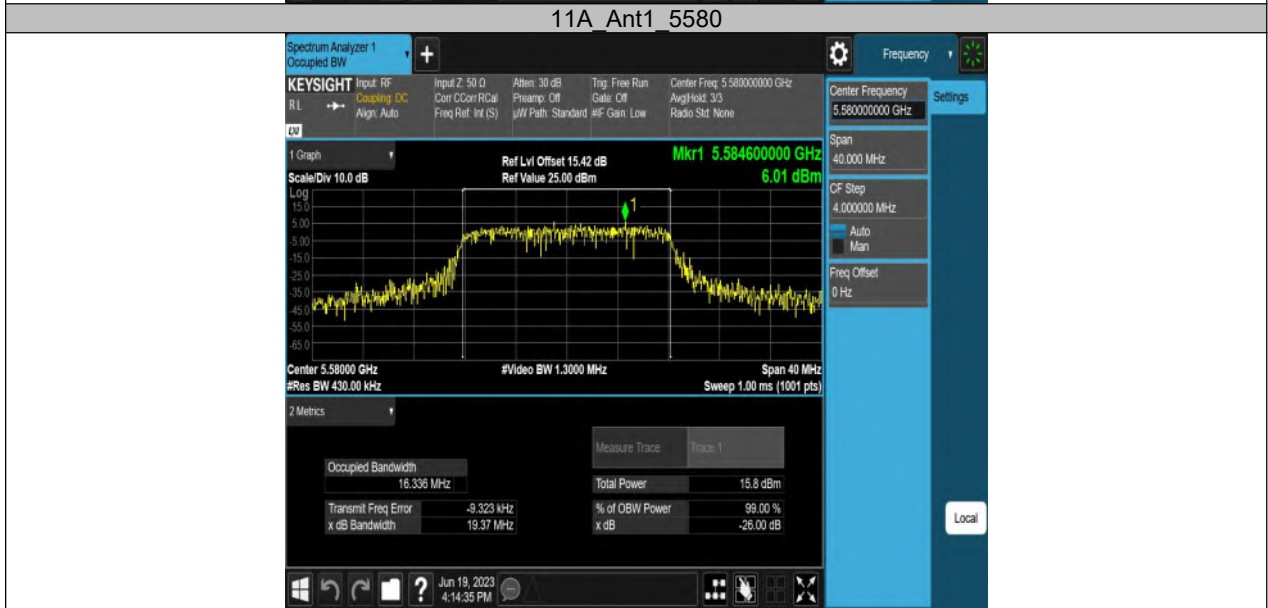 11A_Ant1_5580
Spectrum Analyzer 1
Occupied BW
+
Frequency
KEYSIGHT
Input: RF
Coupling: DC
Align: Auto
Input Z: 50 Ω
Corr CCorr RCal
Freq Ref: Int (S)
Atten: 30 dB
Preamp: Off
µW Path: Standard
Trig: Free Run
Gate: Off
#IF Gain: Low
Center Freq: 5.580000000 GHz
Avg|Hold: 3/3
Radio Std: None
RL
LXI
1 Graph
Scale/Div 10.0 dB
Ref Lvl Offset 15.42 dB
Ref Value 25.00 dBm
Mkr1 5.584600000 GHz
6.01 dBm
Log
15.0
5.00
-5.00
-15.0
-25.0
-35.0
-45.0
-55.0
-65.0
1
Center 5.58000 GHz
#Res BW 430.00 kHz
#Video BW 1.3000 MHz
Span 40 MHz
Sweep 1.00 ms (1001 pts)
2 Metrics
Measure Trace
Trace 1
Occupied Bandwidth
16.336 MHz
Total Power
15.8 dBm
Transmit Freq Error
-9.323 kHz
% of OBW Power
99.00 %
x dB Bandwidth
19.37 MHz
x dB
-26.00 dB
Center Frequency
5.580000000 GHz
Settings
Span
40.000 MHz
CF Step
4.000000 MHz
Auto
Man
Freq Offset
0 Hz
Local
?
Jun 19, 2023
4:14:35 PM